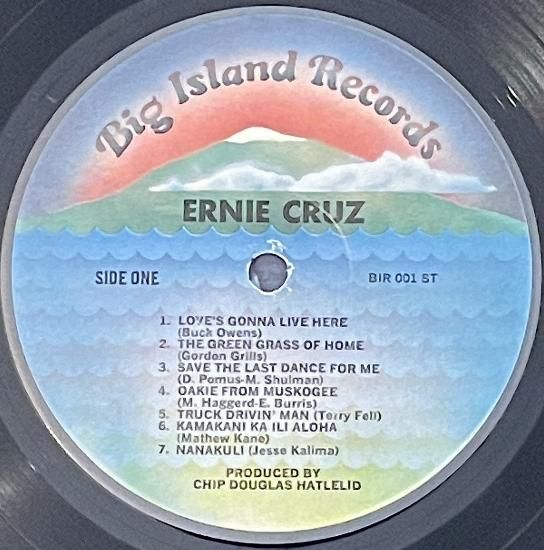 Big Island Records
ERNIE CRUZ
SIDE ONE
BIR 001 ST
1. LOVE'S GONNA LIVE HERE
(Buck Owens)
2. THE GREEN GRASS OF HOME
(Gordon Grills)
3. SAVE THE LAST DANCE FOR ME
(D. Pomus-M. Shulman)
4. OAKIE FROM MUSKOGEE
(M. Haggerd-E. Burris)
5. TRUCK DRIVIN' MAN (Terry Fell)
6. KAMAKANI KA ILI ALOHA
(Mathew Kane)
7. NANAKULI (Jesse Kalima)
PRODUCED BY
CHIP DOUGLAS HATLELID